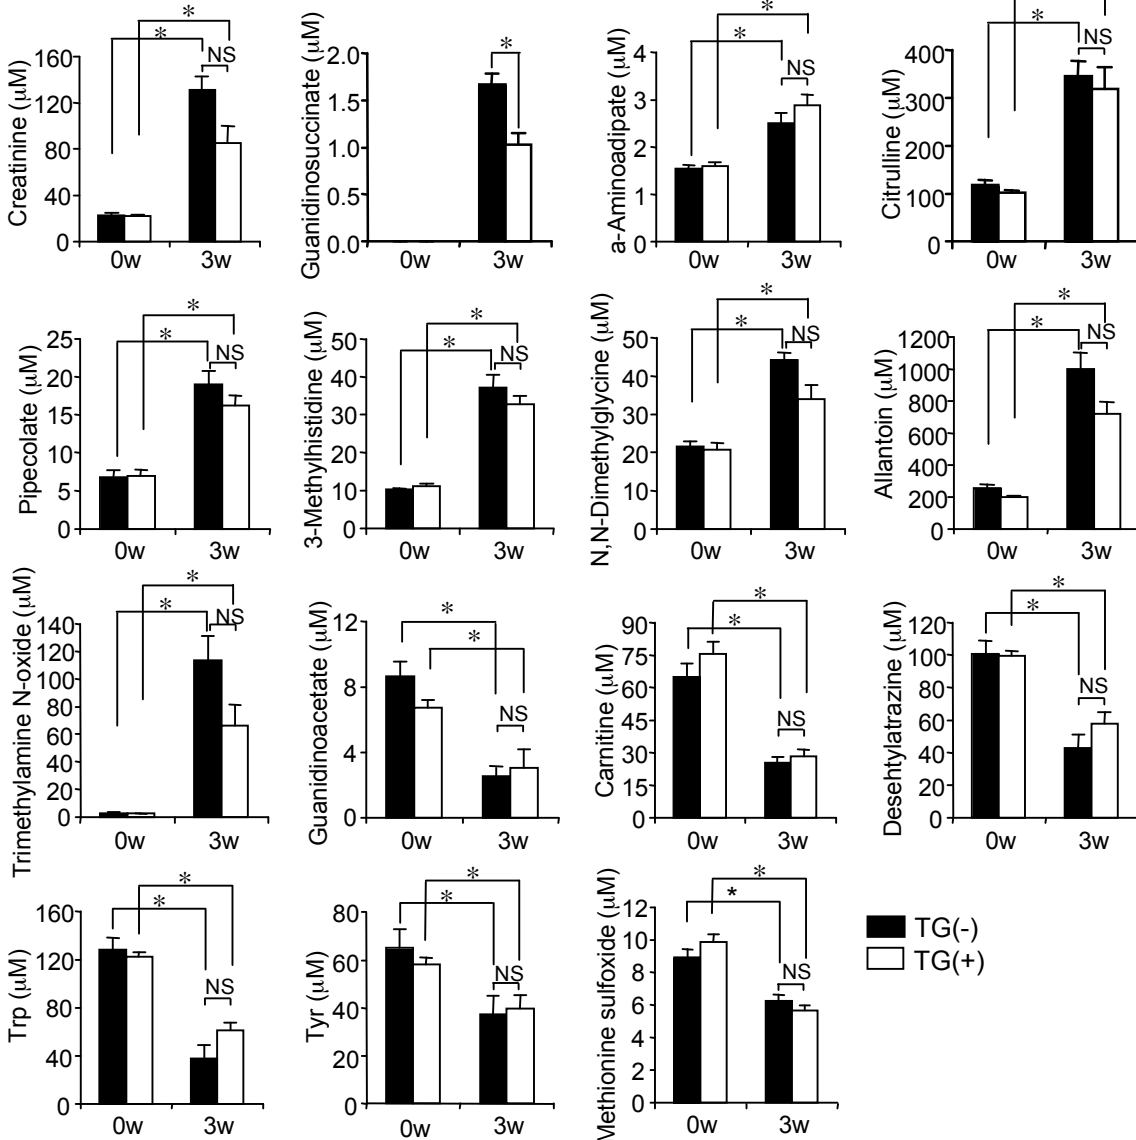 Creatinine (μM)
160
120
80
40
0
*
*
NS
0w
3w
Guanidinosuccinate (μM)
2.0
1.5
1.0
0.5
0.0
*
0w
3w
a-Aminoadipate (μM)
4
3
2
1
0
*
*
NS
0w
3w
Citrulline (μM)
400
300
200
100
0
*
NS
0w
3w
Pipecolate (μM)
25
20
15
10
5
0
*
*
NS
0w
3w
3-Methylhistidine (μM)
50
40
30
20
10
0
*
*
NS
0w
3w
N,N-Dimethylglycine (μM)
50
40
30
20
10
0
*
*
NS
0w
3w
Allantoin (μM)
1200
1000
800
600
400
200
0
*
*
NS
0w
3w
Trimethylamine N-oxide (μM)
140
120
100
80
60
40
20
0
*
*
NS
0w
3w
Guanidinoacetate (μM)
12
8
4
0
*
*
NS
0w
3w
Carnitine (μM)
90
75
60
45
30
15
0
*
*
NS
0w
3w
Desehtylatrazine (μM)
120
100
80
60
40
20
0
*
*
NS
0w
3w
Trp (μM)
160
120
80
40
0
*
*
NS
0w
3w
Tyr (μM)
80
60
40
20
0
*
*
NS
0w
3w
Methionine sulfoxide (μM)
12
10
8
6
4
2
0
*
*
NS
0w
3w
TG(-)
TG(+)